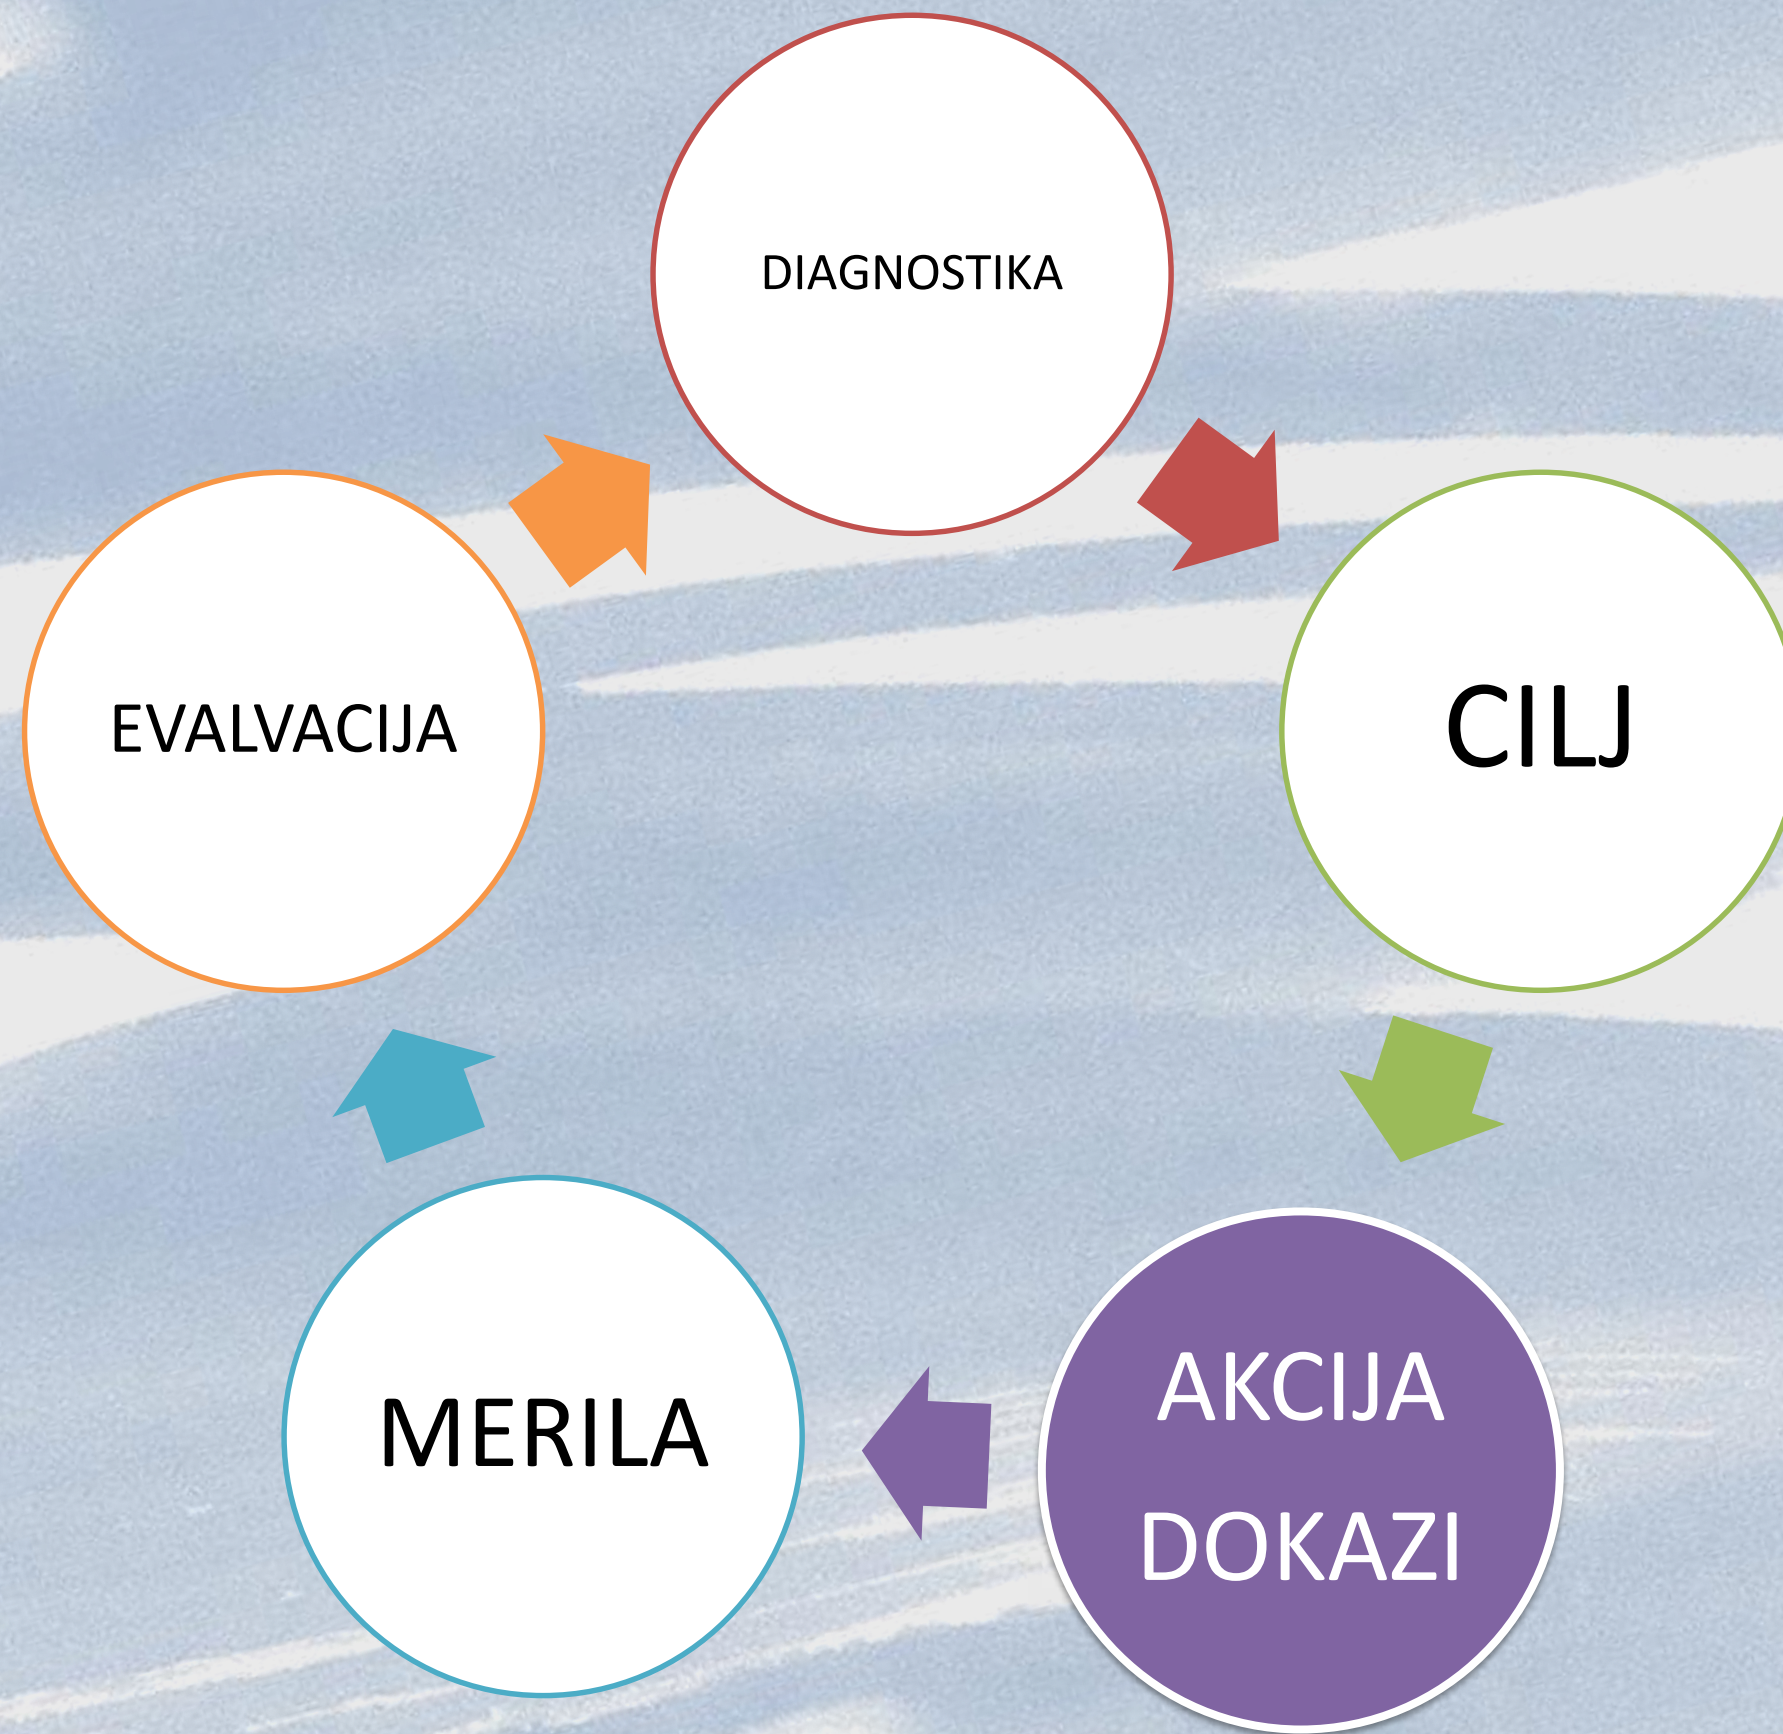 DIAGNOSTIKA
CILJ
AKCIJA
DOKAZI
MERILA
EVALVACIJA